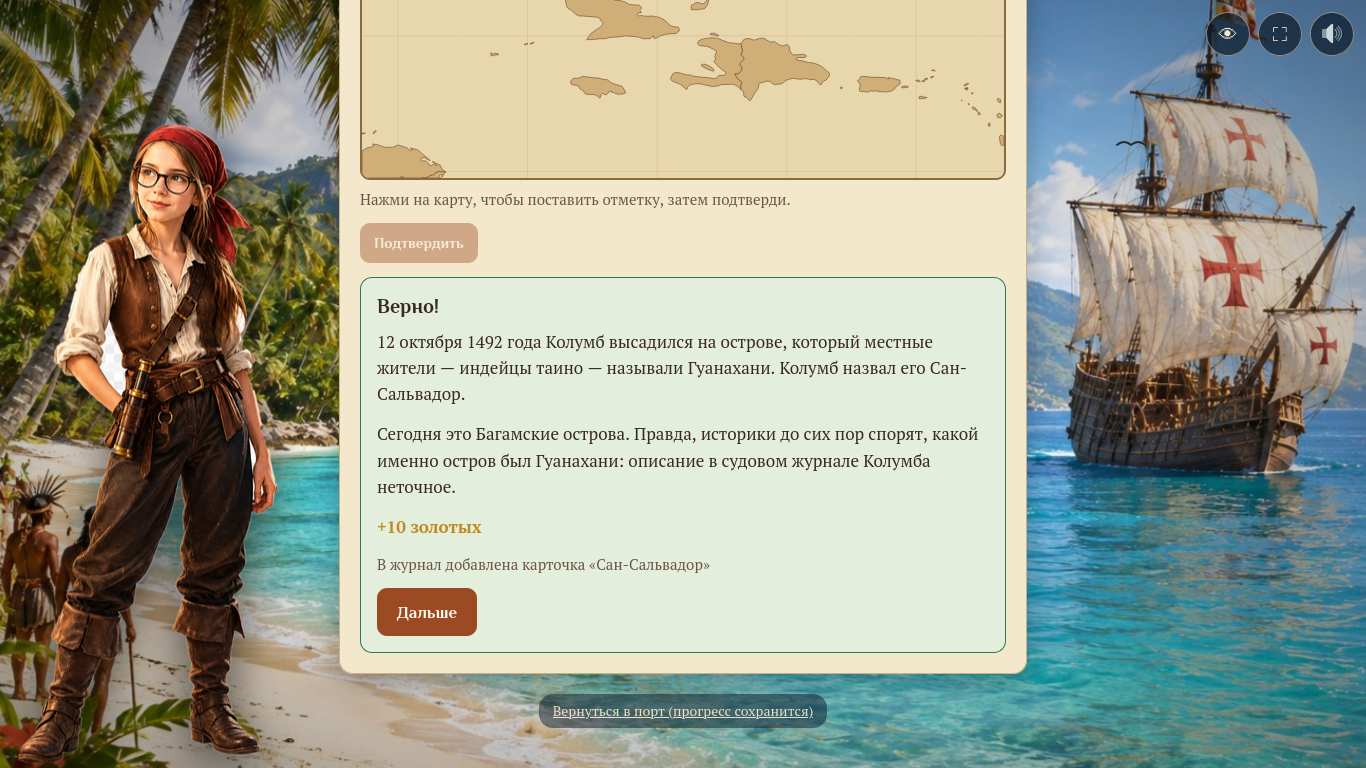 Нажми на карту, чтобы поставить отметку, затем подтверди.
Подтвердить
Верно!
12 октября 1492 года Колумб высадился на острове, который местные
жители — индейцы таино — называли Гуанахани. Колумб назвал его Сан-
Сальвадор.
Сегодня это Багамские острова. Правда, историки до сих пор спорят, какой
именно остров был Гуанахани: описание в судовом журнале Колумба
неточное.
+10 золотых
В журнал добавлена карточка «Сан-Сальвадор»
Дальше
Вернуться в порт (прогресс сохранится)